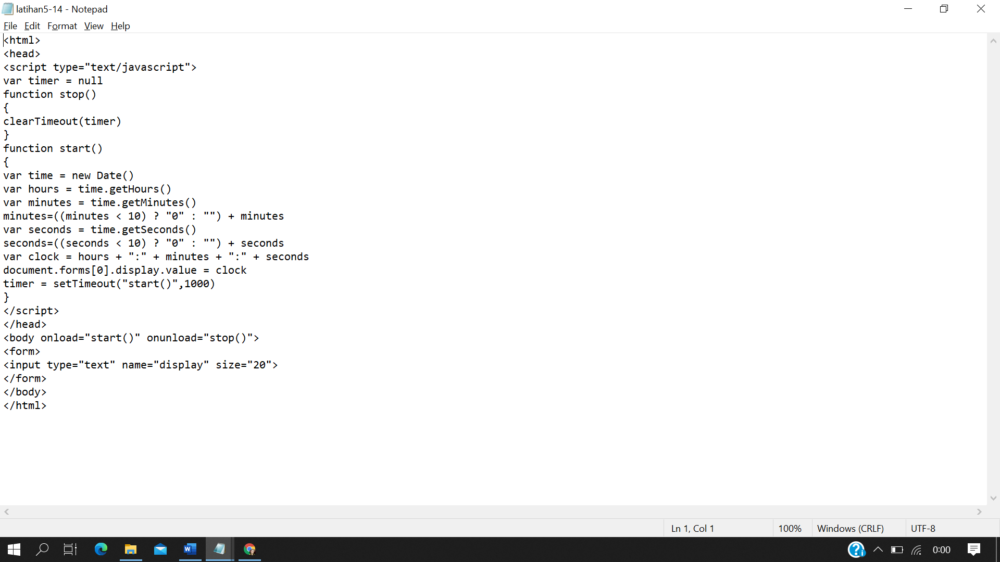 latihan5-14 - Notepad
File Edit Format View Help
<html>
<head>
<script type="text/javascript">
var timer = null
function stop()
{
clearTimeout(timer)
}
function start()
{
var time = new Date()
var hours = time.getHours()
var minutes = time.getMinutes()
minutes=((minutes < 10) ? "0" : "") + minutes
var seconds = time.getSeconds()
seconds=((seconds < 10) ? "0" : "") + seconds
var clock = hours + ":" + minutes + ":" + seconds
document.forms[0].display.value = clock
timer = setTimeout("start()",1000)
}
</script>
</head>
<body onload="start()" onunload="stop()">
<form>
<input type="text" name="display" size="20">
</form>
</body>
</html>
Ln 1, Col 1 100% Windows (CRLF) UTF-8
0:00